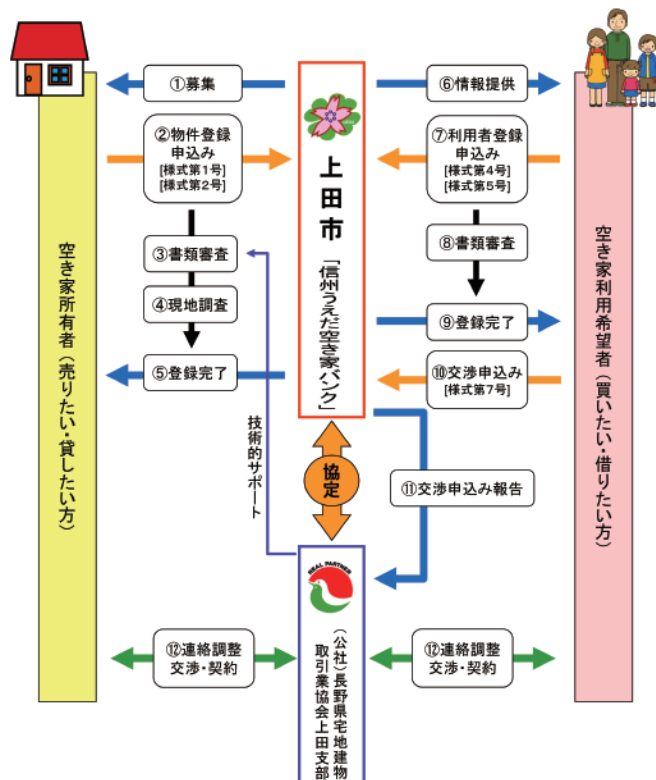 ①募集
⑥情報提供
②物件登録
申込み
[様式第1号]
[様式第2号]
⑦利用者登録
申込み
[様式第4号]
[様式第5号]
上田市
「信州うえだ空き家バンク」
③書類審査
⑧書類審査
④現地調査
⑨登録完了
⑤登録完了
⑩交渉申込み
[様式第7号]
空き家所有者(売りたい・貸したい方)
空き家利用希望者(買いたい・借りたい方)
技術的サポート
協定
⑪交渉申込み報告
REAL PARTNER
(公社)長野県宅地建物
取引業協会上田支部
⑫連絡調整
交渉・契約
⑫連絡調整
交渉・契約